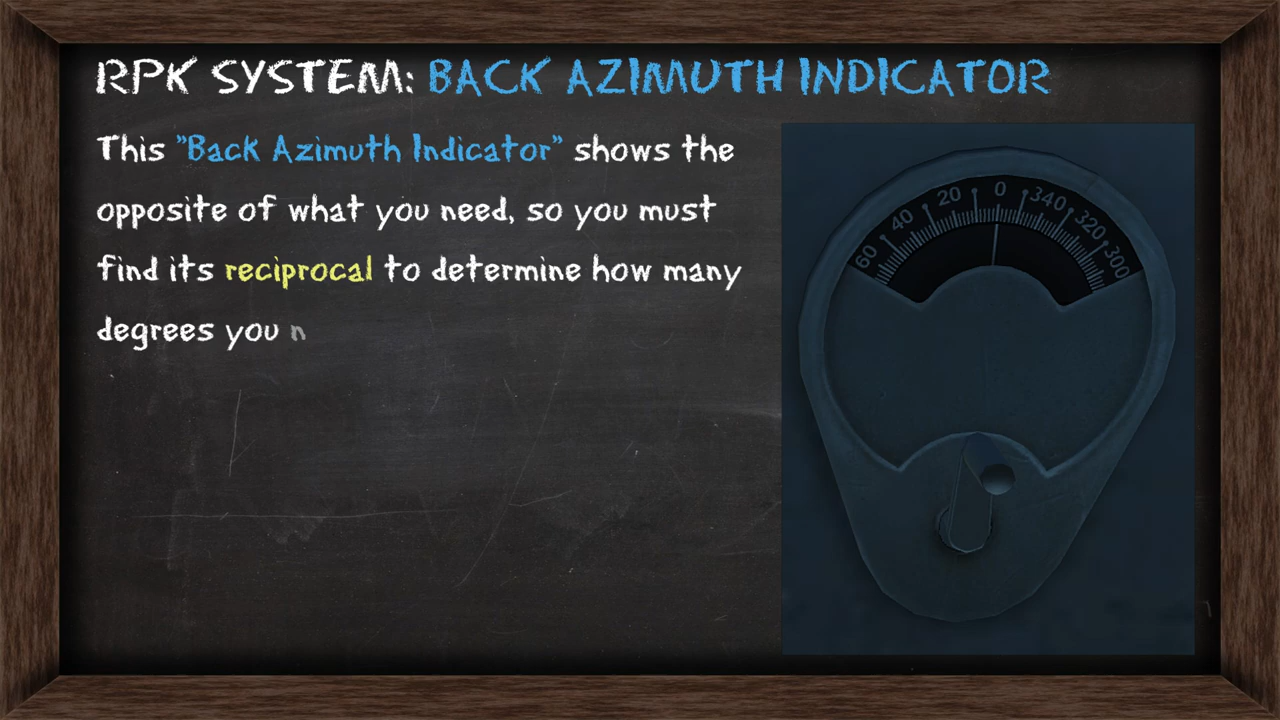 RPK SYSTEM: BACK AZIMUTH INDICATOR
This "Back Azimuth Indicator" shows the
opposite of what you need, so you must
find its reciprocal to determine how many
degrees you n
60 40 20 0 340 320 300